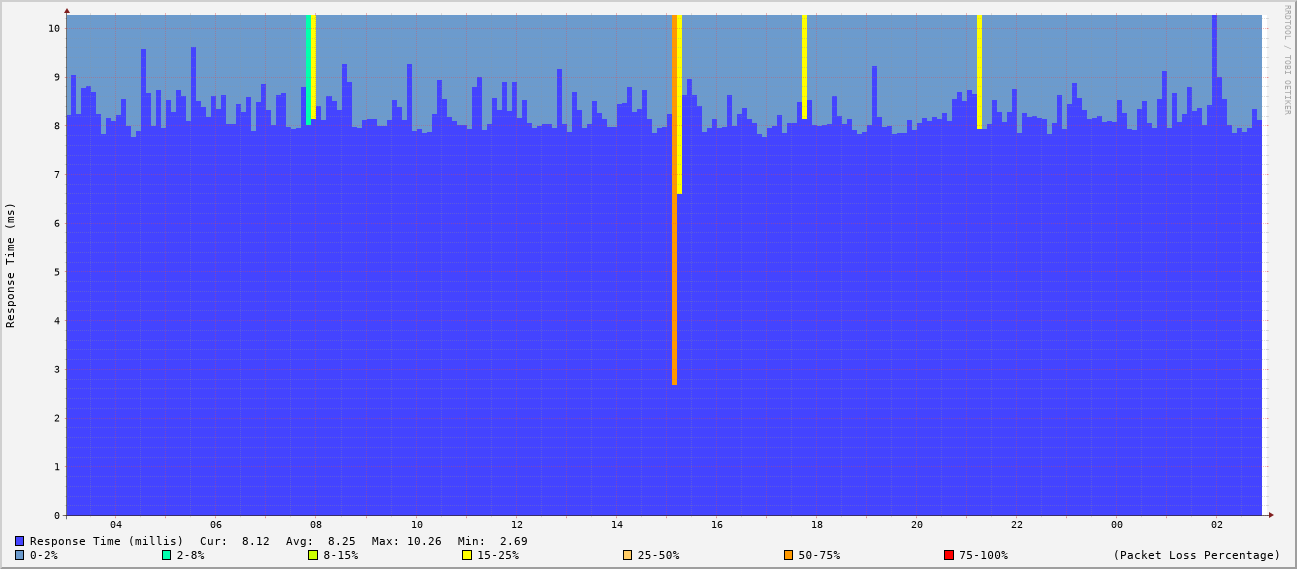 RRDTOOL / TOBI OETIKER
Response Time (ms)
10
9
8
7
6
5
4
3
2
1
0
04 06 08 10 12 14 16 18 20 22 00 02
Response Time (millis) Cur: 8.12 Avg: 8.25 Max: 10.26 Min: 2.69
0-2% 2-8% 8-15% 15-25% 25-50% 50-75% 75-100% (Packet Loss Percentage)